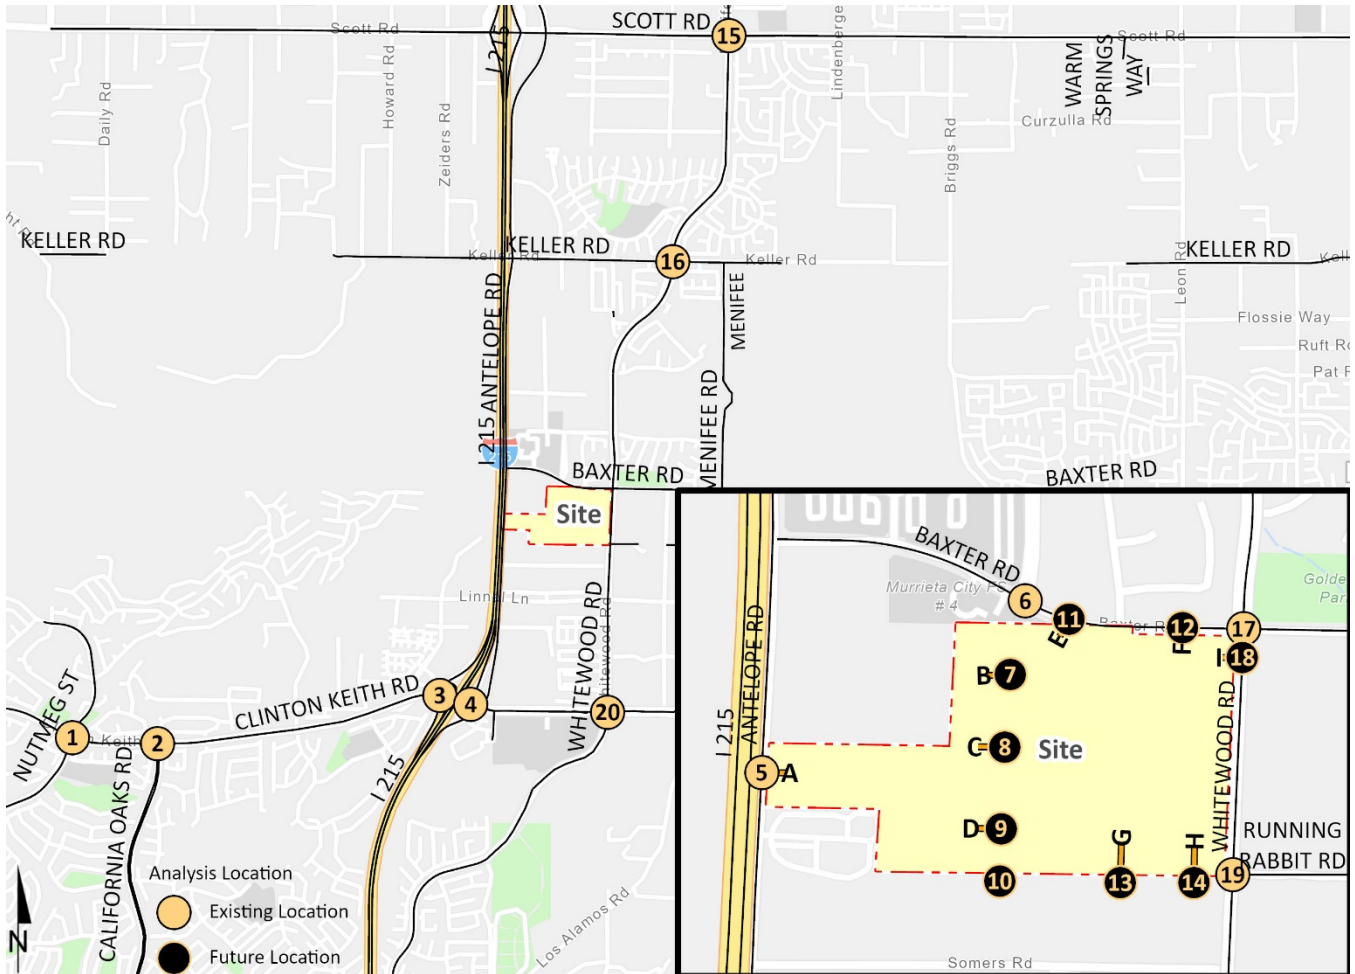 SCOTT RD
15
Scott Rd
Scott Rd
I 215
WARM
SPRINGS
WAY
Daily Rd
Howard Rd
Zeiders Rd
Lindenberge
Briggs Rd
Curzulla Rd
KELLER RD
KELLER RD
Keller Rd
16
Keller Rd
KELLER RD
Leon Rd
MENIFEE
Flossie Way
Ruft Ro
Pat R
I 215
ANTELOPE RD
MENIFEE RD
BAXTER RD
BAXTER RD
Site
Linnel Ln
WHITEWOOD RD
Whitewood Rd
CLINTON KEITH RD
3
4
20
NUTMEG ST
1
2
n Keith
CALIFORNIA OAKS RD
I 215
Los Alamos Rd
Analysis Location
Existing Location
Future Location
N
BAXTER RD
Murrieta City FS
# 4
6
11
E
Baxter R
12
F
17
I
18
Golde
Par
B
7
C
8
Site
I 215
ANTELOPE RD
5
A
WHITEWOOD RD
D
9
G
H
RUNNING
RABBIT RD
10
13
14
19
Somers Rd